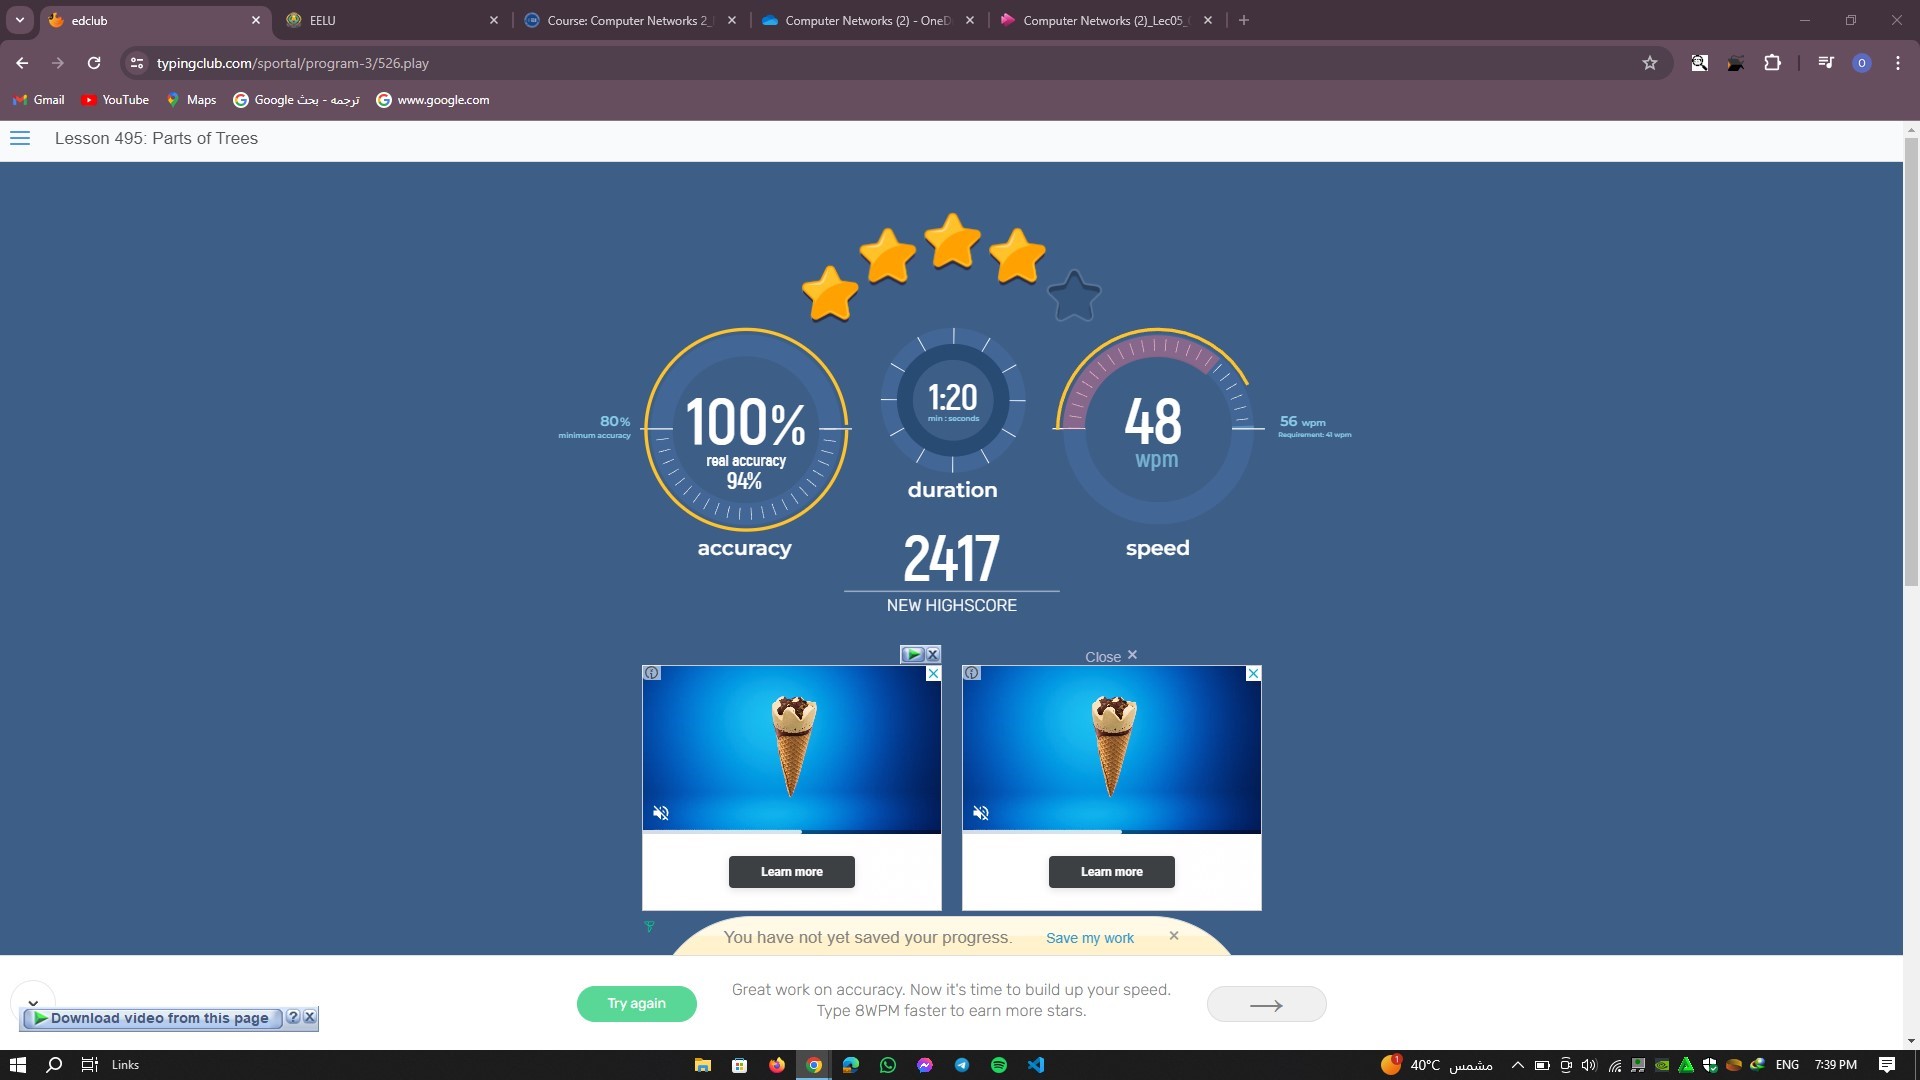 edclub
EELU
Course: Computer Networks 2_
Computer Networks (2) - OneD
Computer Networks (2)_Lec05_
typingclub.com/sportal/program-3/526.play
O
Gmail
YouTube
Maps
ترجمه - بحث Google
www.google.com
Lesson 495: Parts of Trees
80%
minimum accuracy
100%
real accuracy
94%
accuracy
1:20
min : seconds
duration
48
wpm
speed
56 wpm
Requirement: 41 wpm
2417
NEW HIGHSCORE
Close
Learn more
Learn more
You have not yet saved your progress.
Save my work
Try again
Great work on accuracy. Now it's time to build up your speed.
Type 8WPM faster to earn more stars.
Download video from this page
Links
1
40°C مشمس
ENG
7:39 PM